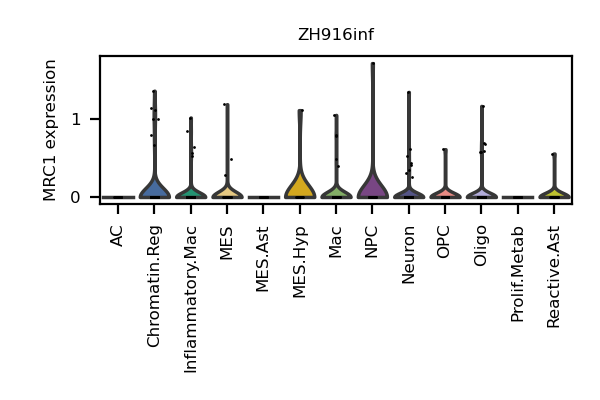 ZH916inf
MRC1 expression
1
0
AC
Chromatin.Reg
Inflammatory.Mac
MES
MES.Ast
MES.Hyp
Mac
NPC
Neuron
OPC
Oligo
Prolif.Metab
Reactive.Ast